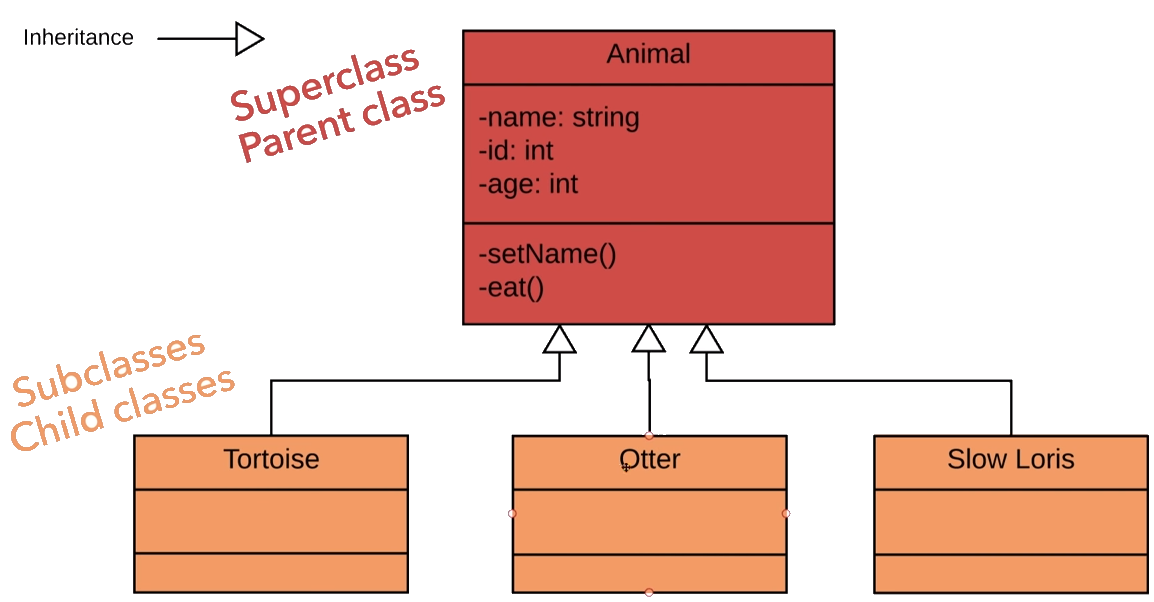 Inheritance
Superclass
Parent class
Animal
-name: string
-id: int
-age: int
-setName()
-eat()
Subclasses
Child classes
Tortoise
Otter
Slow Loris